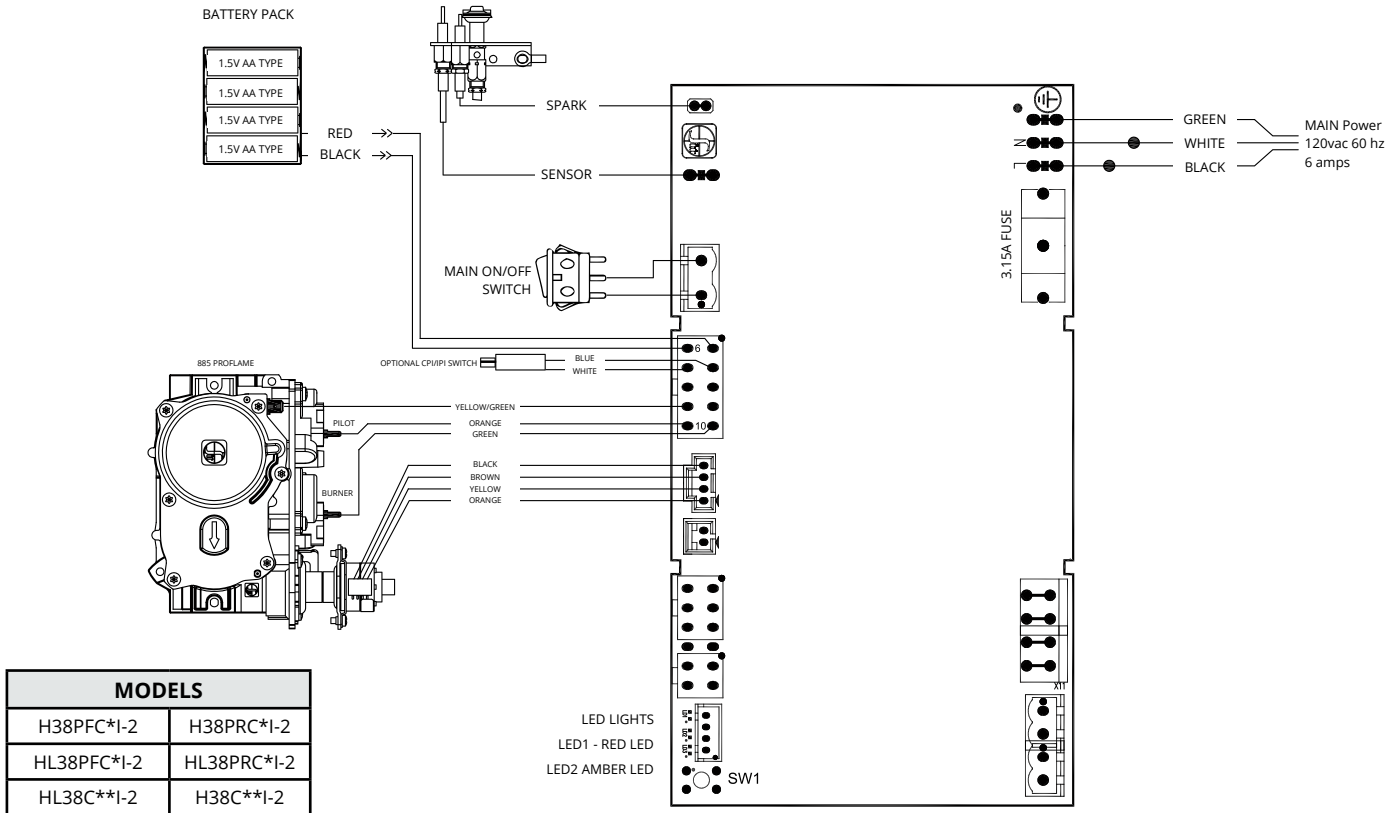 BATTERY PACK
1.5V AA TYPE
1.5V AA TYPE
1.5V AA TYPE
1.5V AA TYPE
RED
BLACK
SPARK
SENSOR
MAIN ON/OFF
SWITCH
GREEN
WHITE
BLACK
MAIN Power
120vac 60 hz
6 amps
N
L
3.15A FUSE
6
OPTIONAL CPI/IPI SWITCH
BLUE
WHITE
885 PROFLAME
YELLOW/GREEN
PILOT
ORANGE
GREEN
10
BLACK
BROWN
YELLOW
ORANGE
BURNER
X11
LED LIGHTS
LED1 - RED LED
LED2 AMBER LED
SW1
MODELS
H38PFC*I-2 H38PRC*I-2
HL38PFC*I-2 HL38PRC*I-2
HL38C**I-2 H38C**I-2